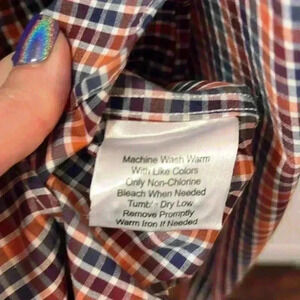 Machine Wash Warm
With Like Colors
Only Non-Chlorine
Bleach When Needed
Tumble Dry Low
Remove Promptly
Warm Iron If Needed